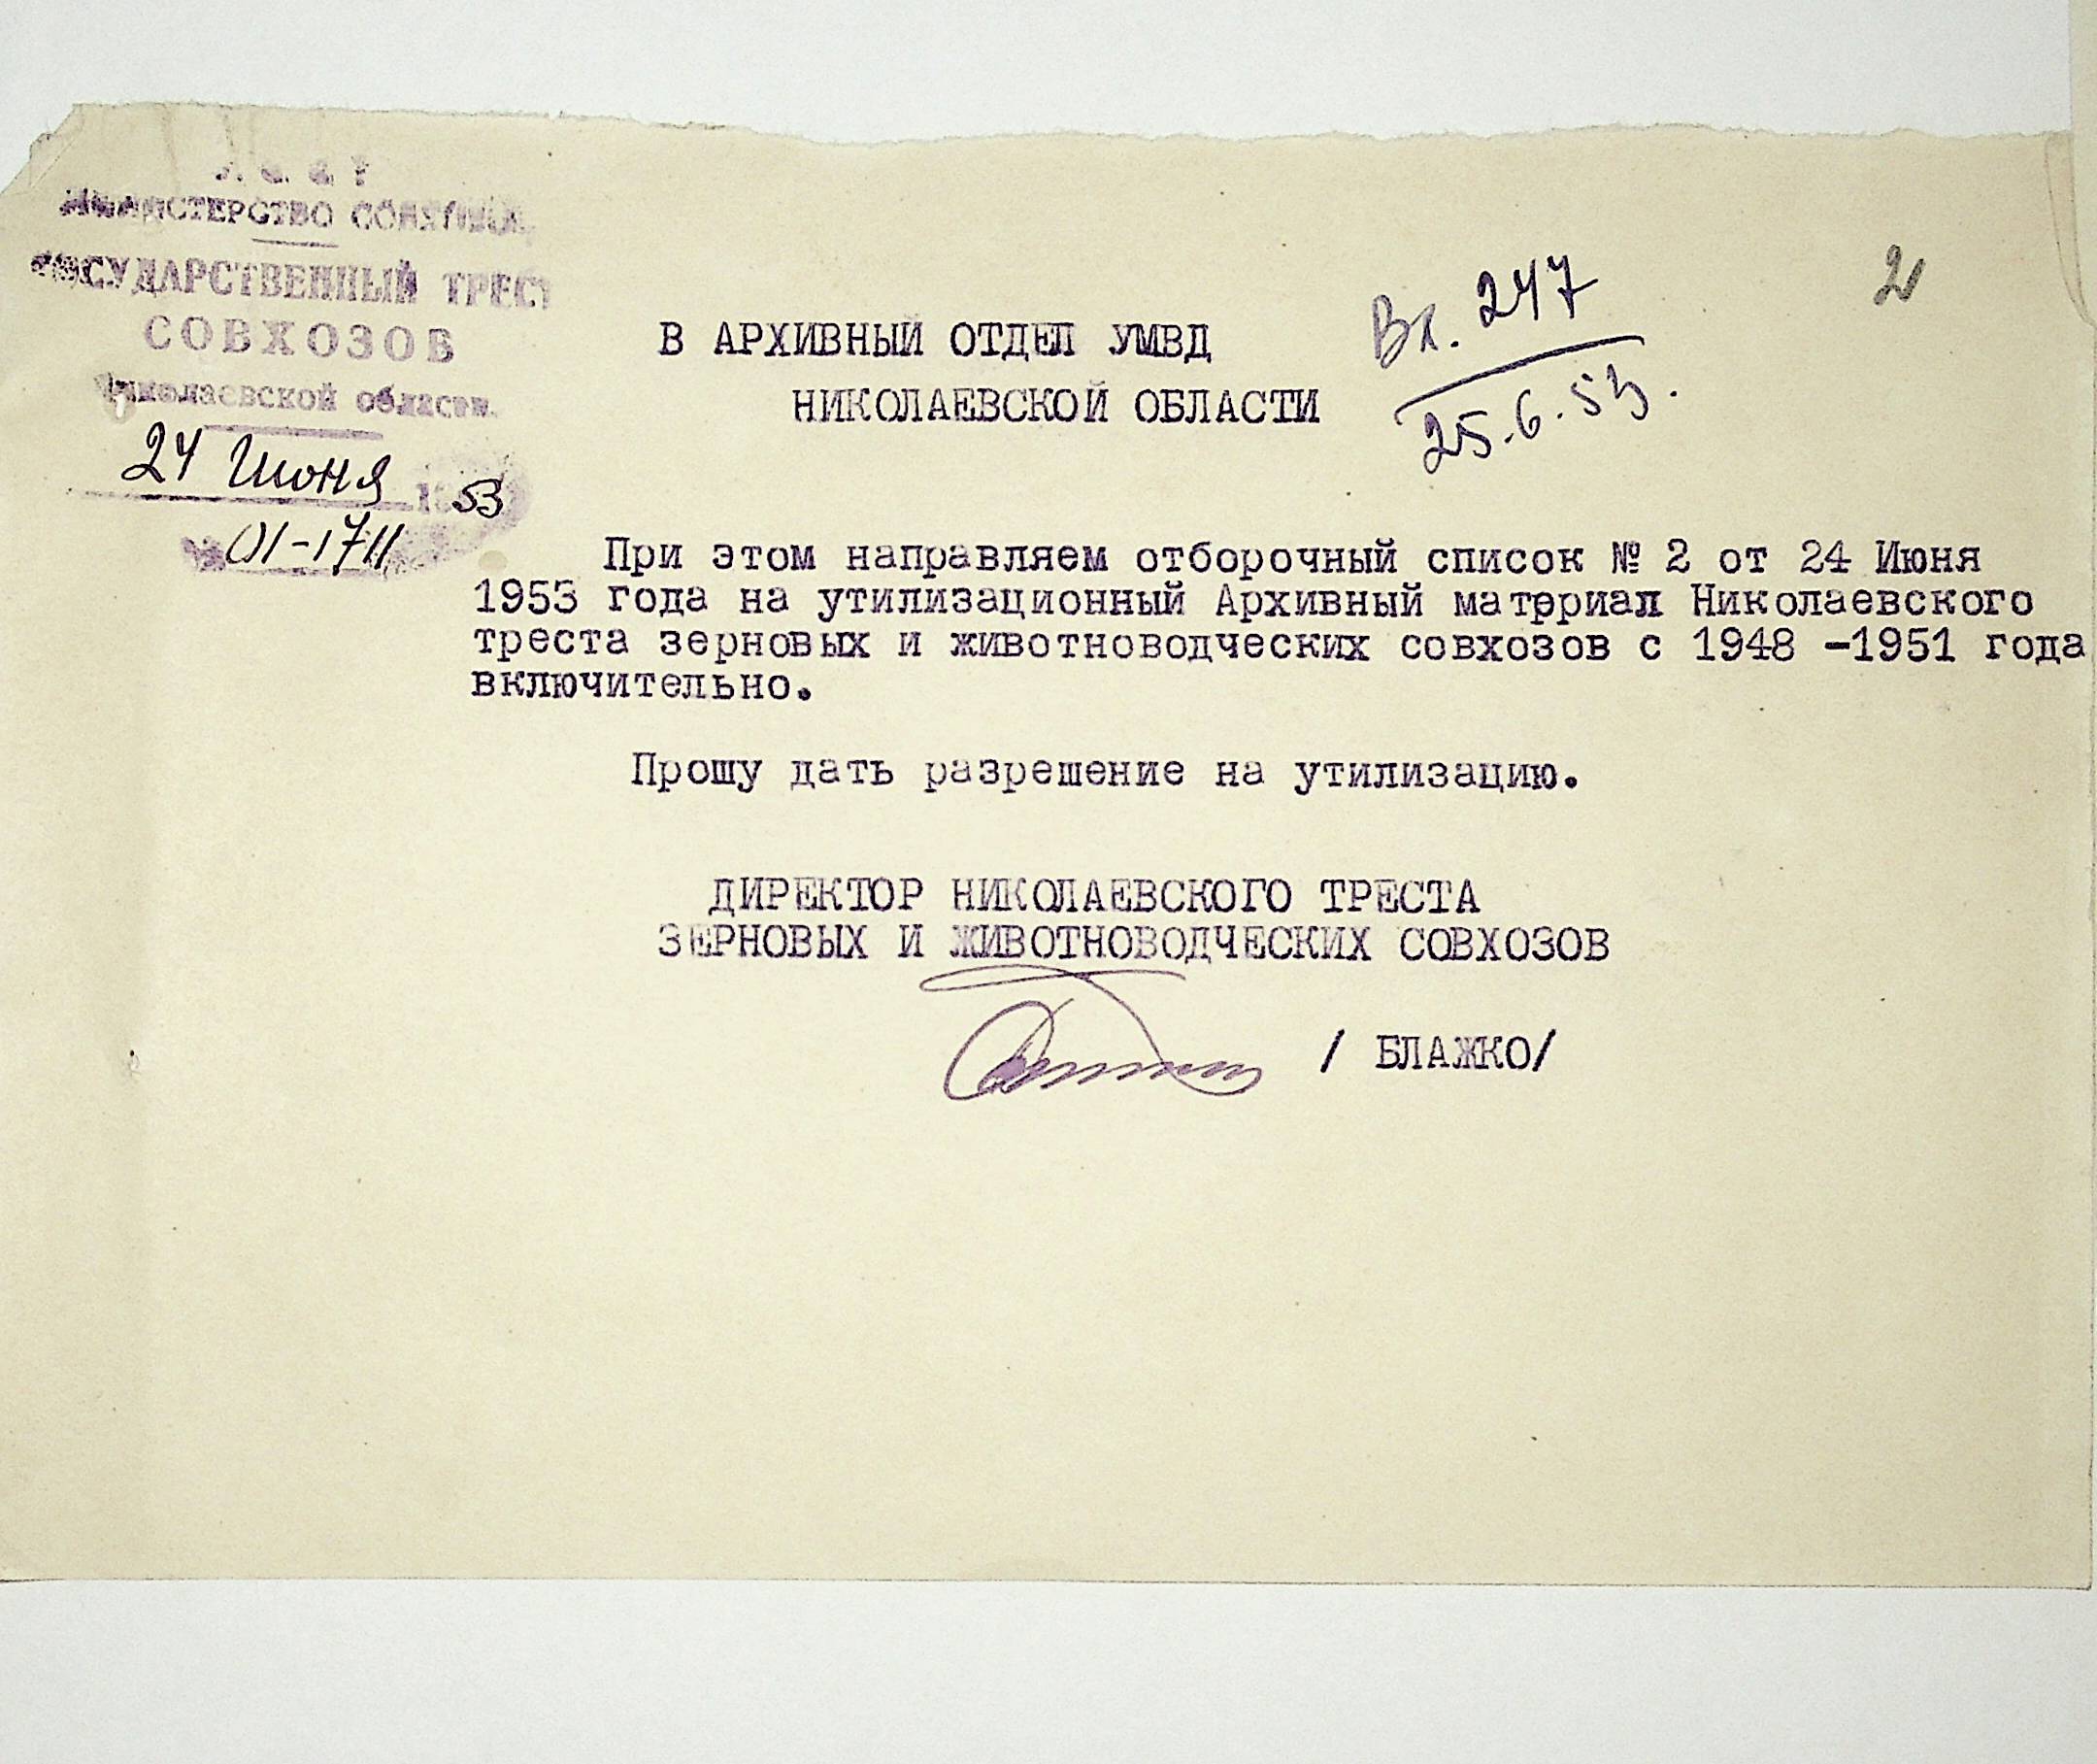 МИНИСТЕРСТВО СОВХОЗОВ
ГОСУДАРСТВЕННЫЙ ТРЕСТ
СОВХОЗОВ
Николаевской области
24 Июня 1953
№ 01-1711
Вх. 247
25.6.53.
2
В АРХИВНЫЙ ОТДЕЛ УМВД
НИКОЛАЕВСКОЙ ОБЛАСТИ
При этом направляем отборочный список № 2 от 24 Июня
1953 года на утилизационный Архивный материал Николаевского
треста зерновых и животноводческих совхозов с 1948 -1951 года
включительно.
Прошу дать разрешение на утилизацию.
ДИРЕКТОР НИКОЛАЕВСКОГО ТРЕСТА
ЗЕРНОВЫХ И ЖИВОТНОВОДЧЕСКИХ СОВХОЗОВ
/ БЛАЖКО/